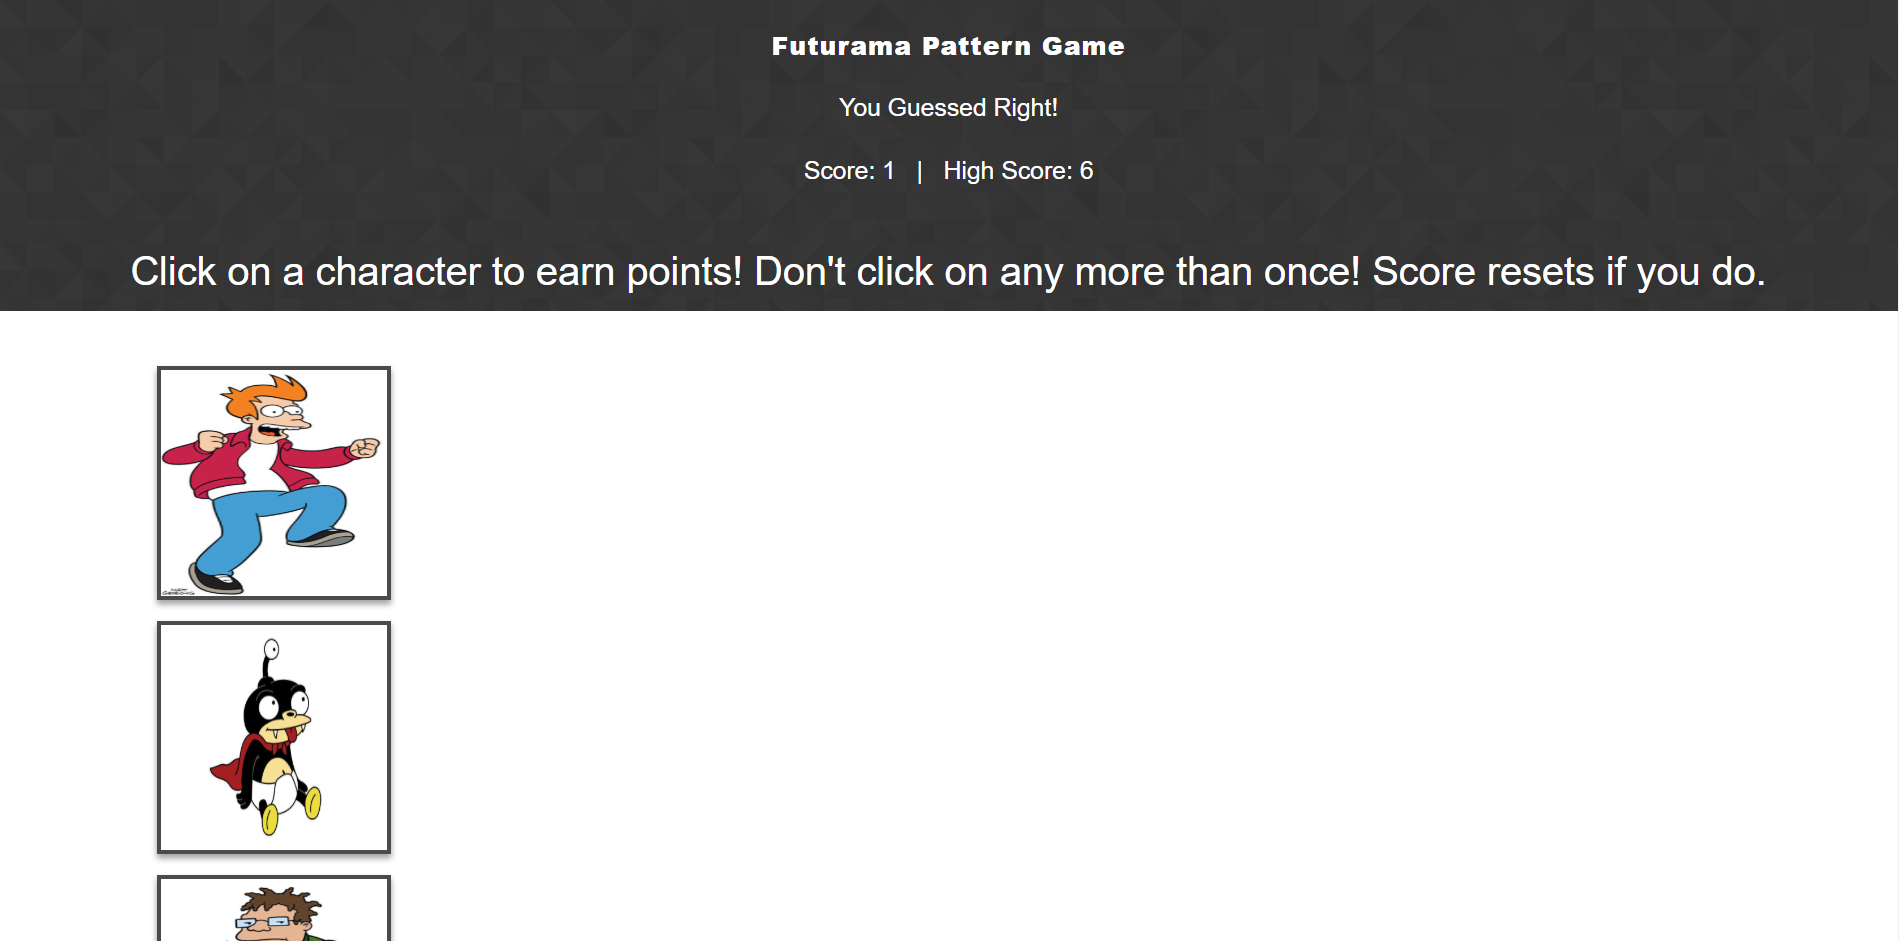 Futurama Pattern Game
You Guessed Right!
Score: 1 | High Score: 6
Click on a character to earn points! Don't click on any more than once! Score resets if you do.